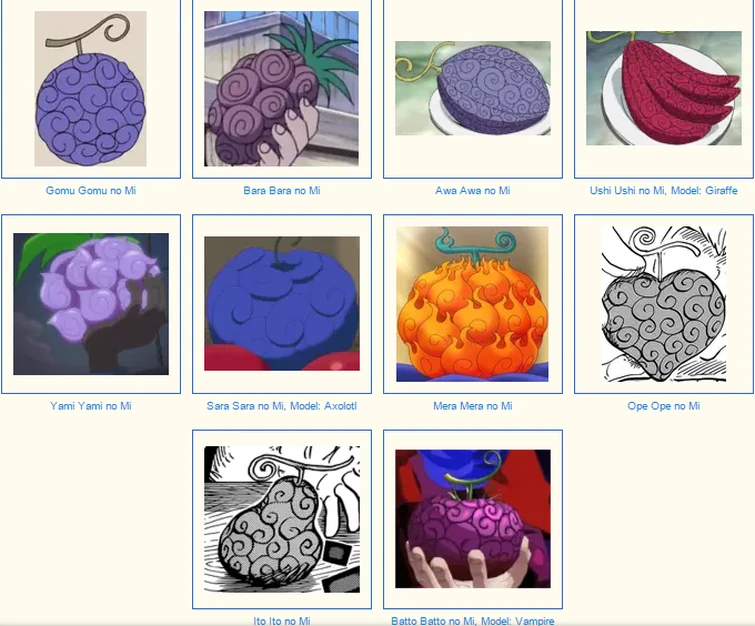 Gomu Gomu no Mi
Bara Bara no Mi
Awa Awa no Mi
Ushi Ushi no Mi, Model: Giraffe
Yami Yami no Mi
Sara Sara no Mi, Model: Axolotl
Mera Mera no Mi
Ope Ope no Mi
Ito Ito no Mi
Batto Batto no Mi, Model: Vampire